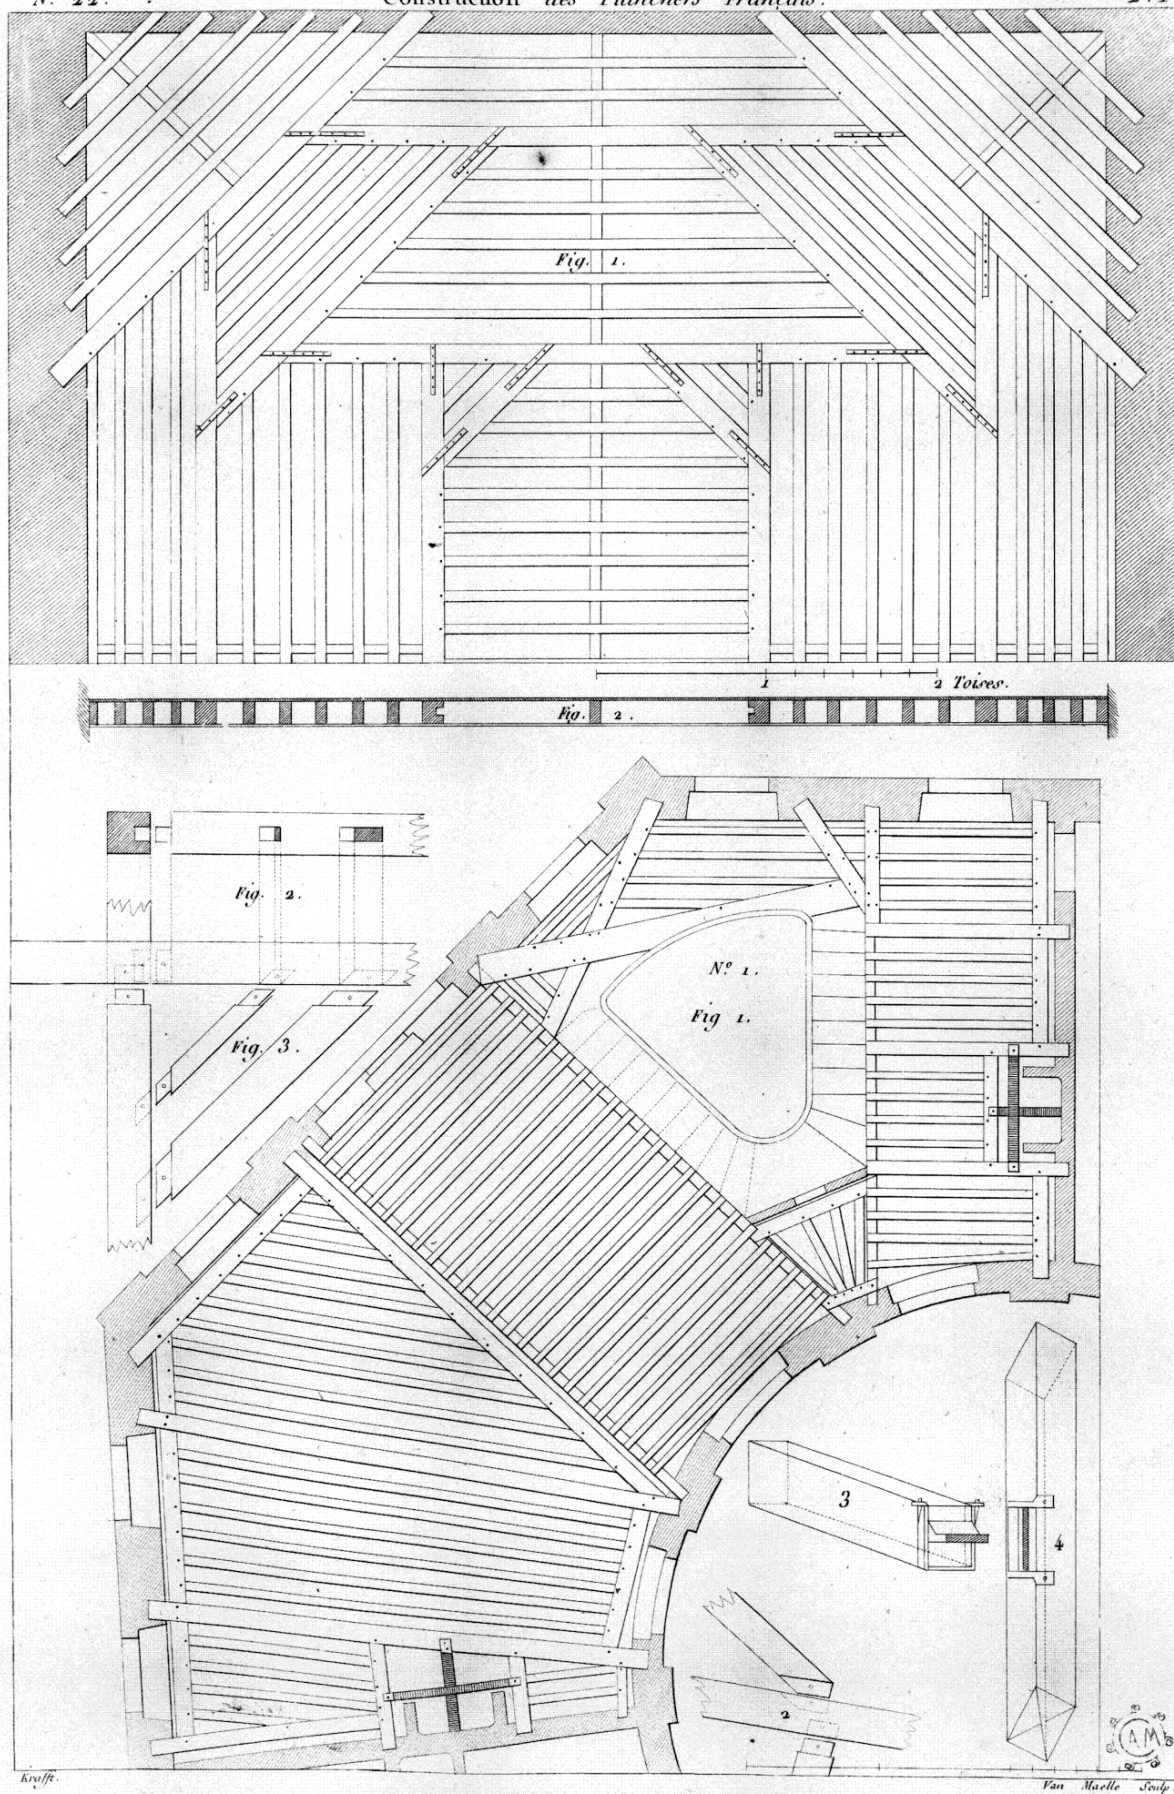 N.º 22.
Construction des Planchers Français.
Fig. 1.
1
2 Toises.
Fig. 2.
Fig. 2.
N.º 1.
Fig 1.
Fig. 3.
3
4
2
A.M
Krafft.
Van Maelle Sculp